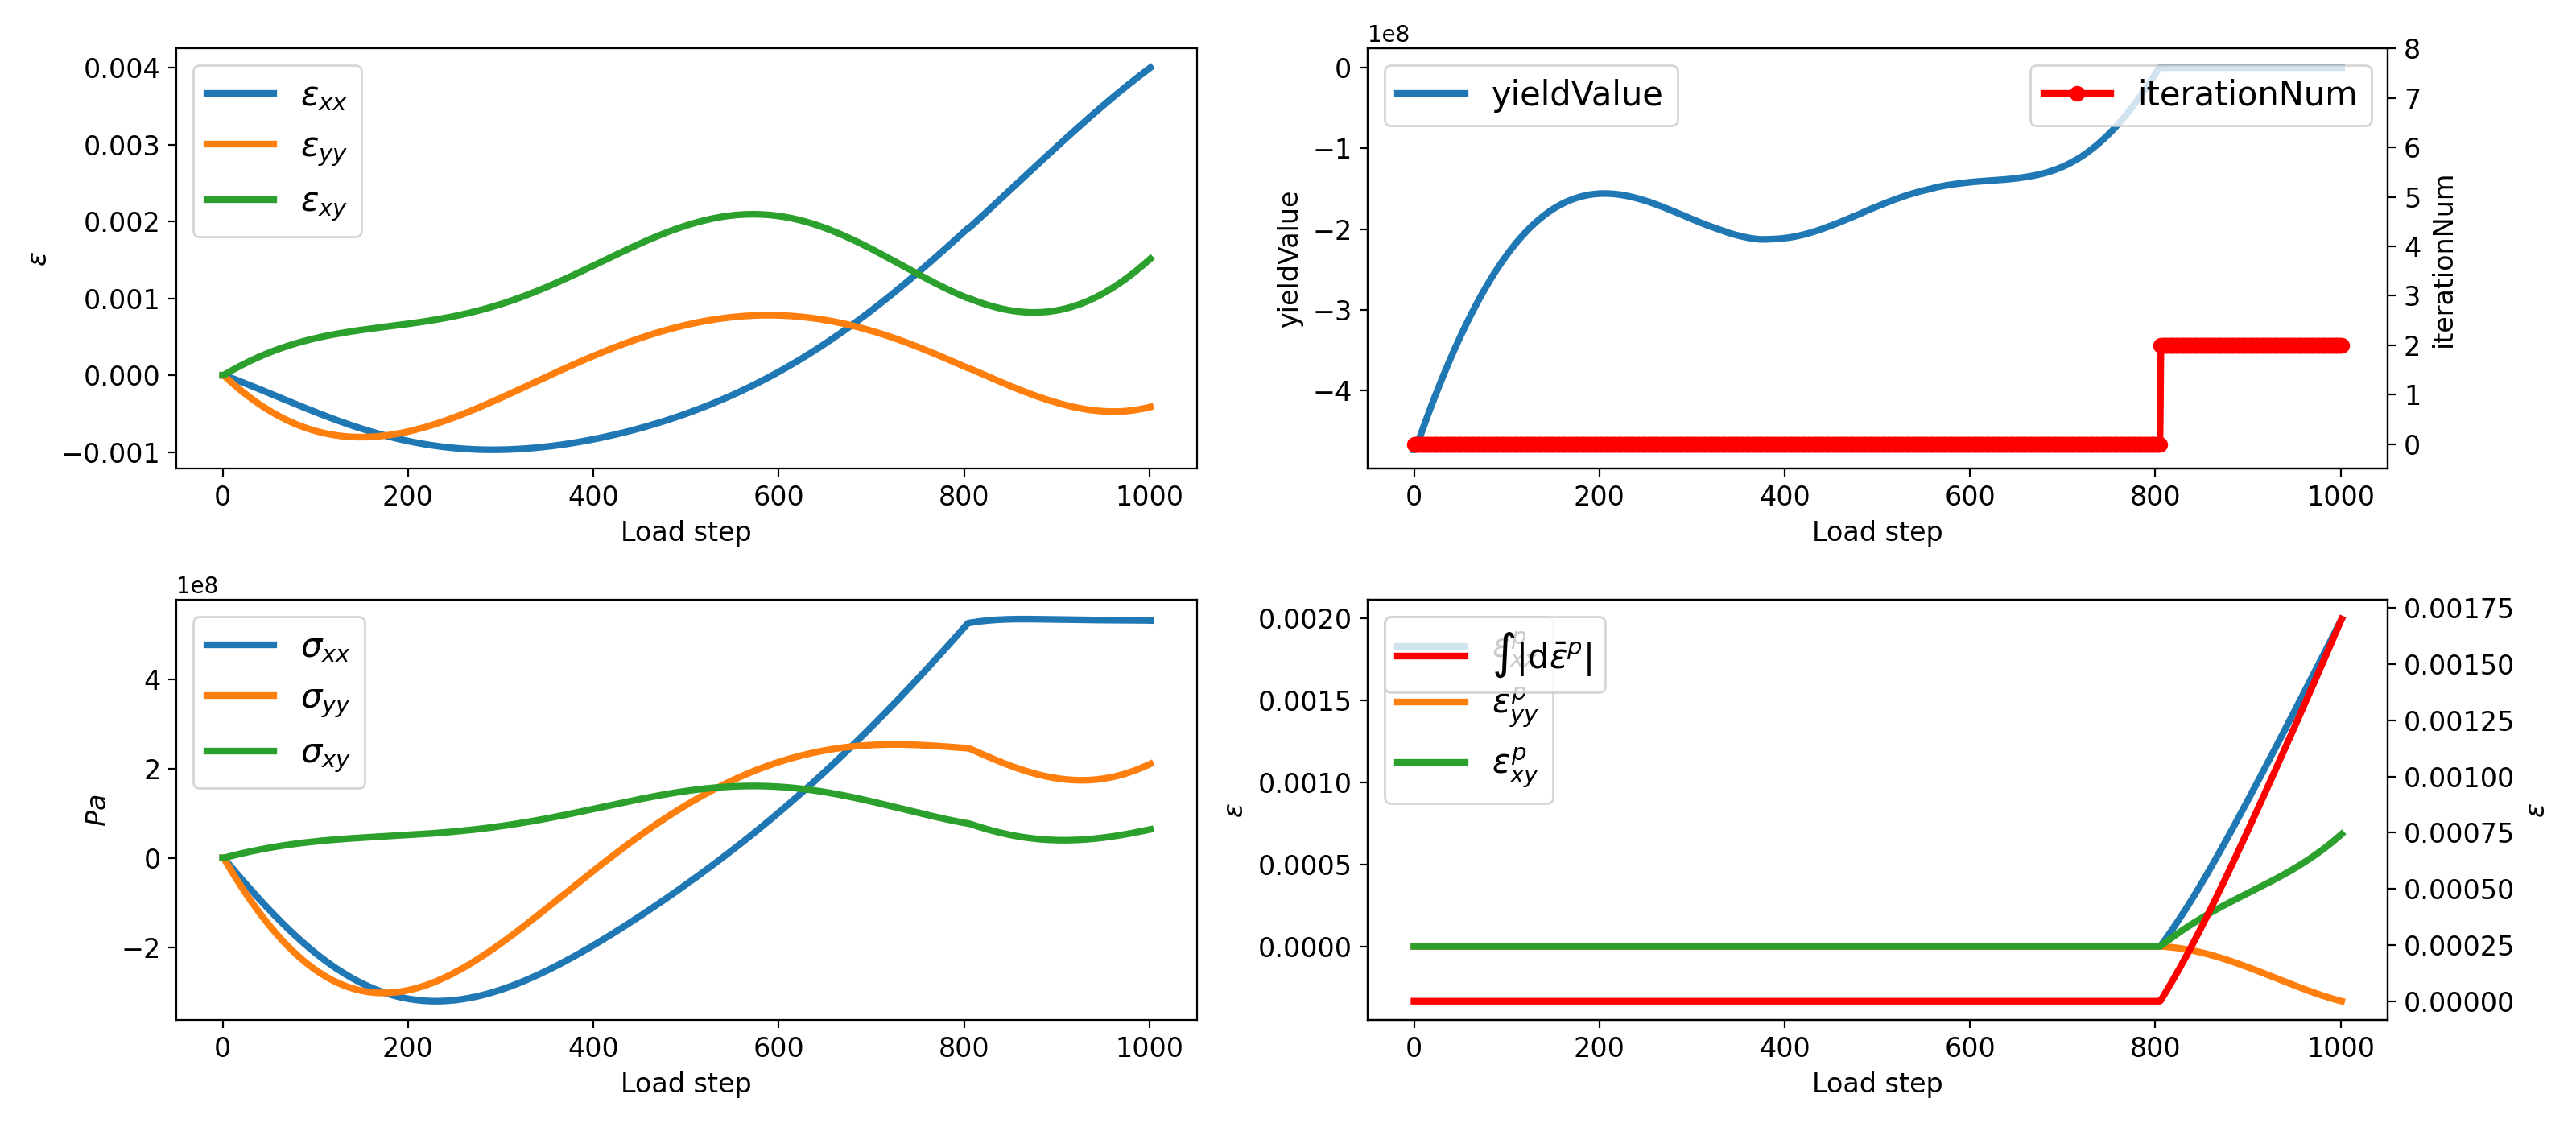 0.004
0.003
0.002
0.001
0.000
−0.001
ε
ε_xx
ε_yy
ε_xy
0 200 400 600 800 1000
Load step
1e8
0
−1
−2
−3
−4
yieldValue
yieldValue
iterationNum
8
7
6
5
4
3
2
1
0
iterationNum
0 200 400 600 800 1000
Load step
1e8
4
2
0
−2
Pa
σ_xx
σ_yy
σ_xy
0 200 400 600 800 1000
Load step
0.0020
0.0015
0.0010
0.0005
0.0000
ε
ε^p_xx
∫|dε̄^p|
ε^p_yy
ε^p_xy
0.00175
0.00150
0.00125
0.00100
0.00075
0.00050
0.00025
0.00000
ε
0 200 400 600 800 1000
Load step